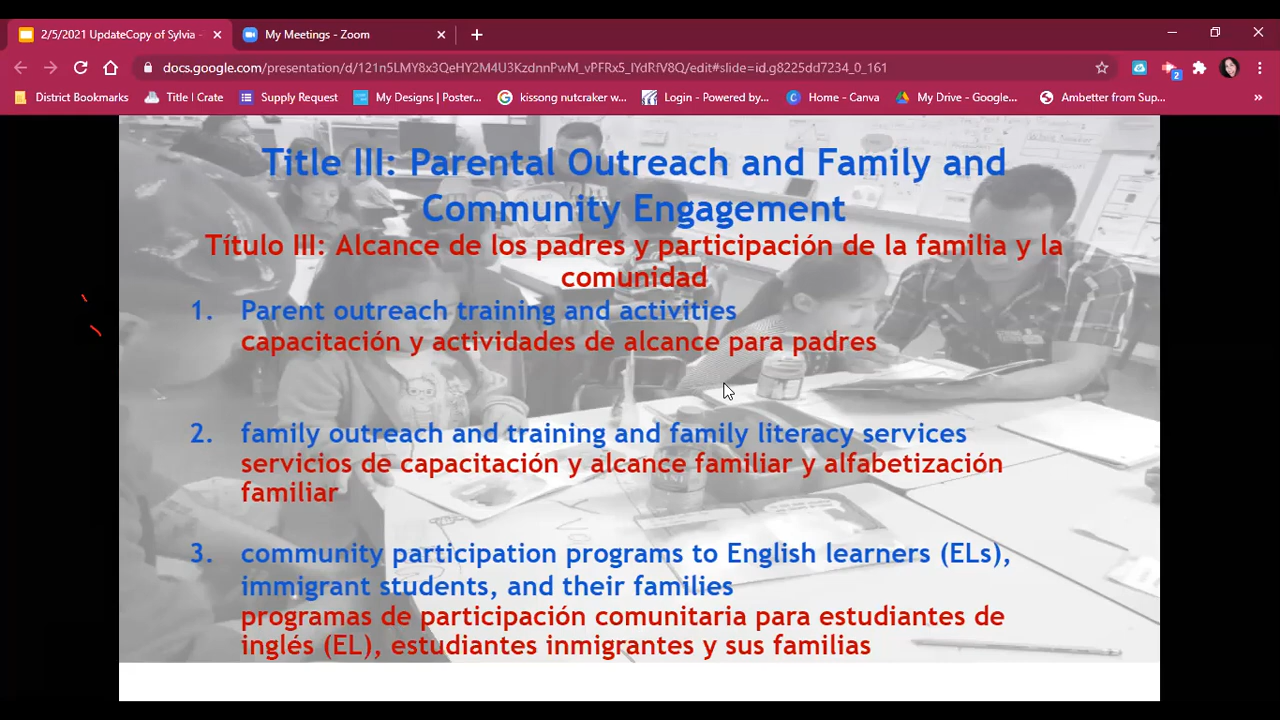 2/5/2021 UpdateCopy of Sylvia -
My Meetings - Zoom
docs.google.com/presentation/d/121n5LMY8x3QeHY2M4U3KzdnnPwM_vPFRx5_lYdRfV8Q/edit#slide=id.g8225dd7234_0_161
2
District Bookmarks
Title I Crate
Supply Request
My Designs | Poster...
kissong nutcraker w...
Login - Powered by...
Home - Canva
My Drive - Google...
Ambetter from Sup...
»
Title III: Parental Outreach and Family and
Community Engagement
Título III: Alcance de los padres y participación de la familia y la
comunidad
1. Parent outreach training and activities
capacitación y actividades de alcance para padres
2. family outreach and training and family literacy services
servicios de capacitación y alcance familiar y alfabetización
familiar
3. community participation programs to English learners (ELs),
immigrant students, and their families
programas de participación comunitaria para estudiantes de
inglés (EL), estudiantes inmigrantes y sus familias